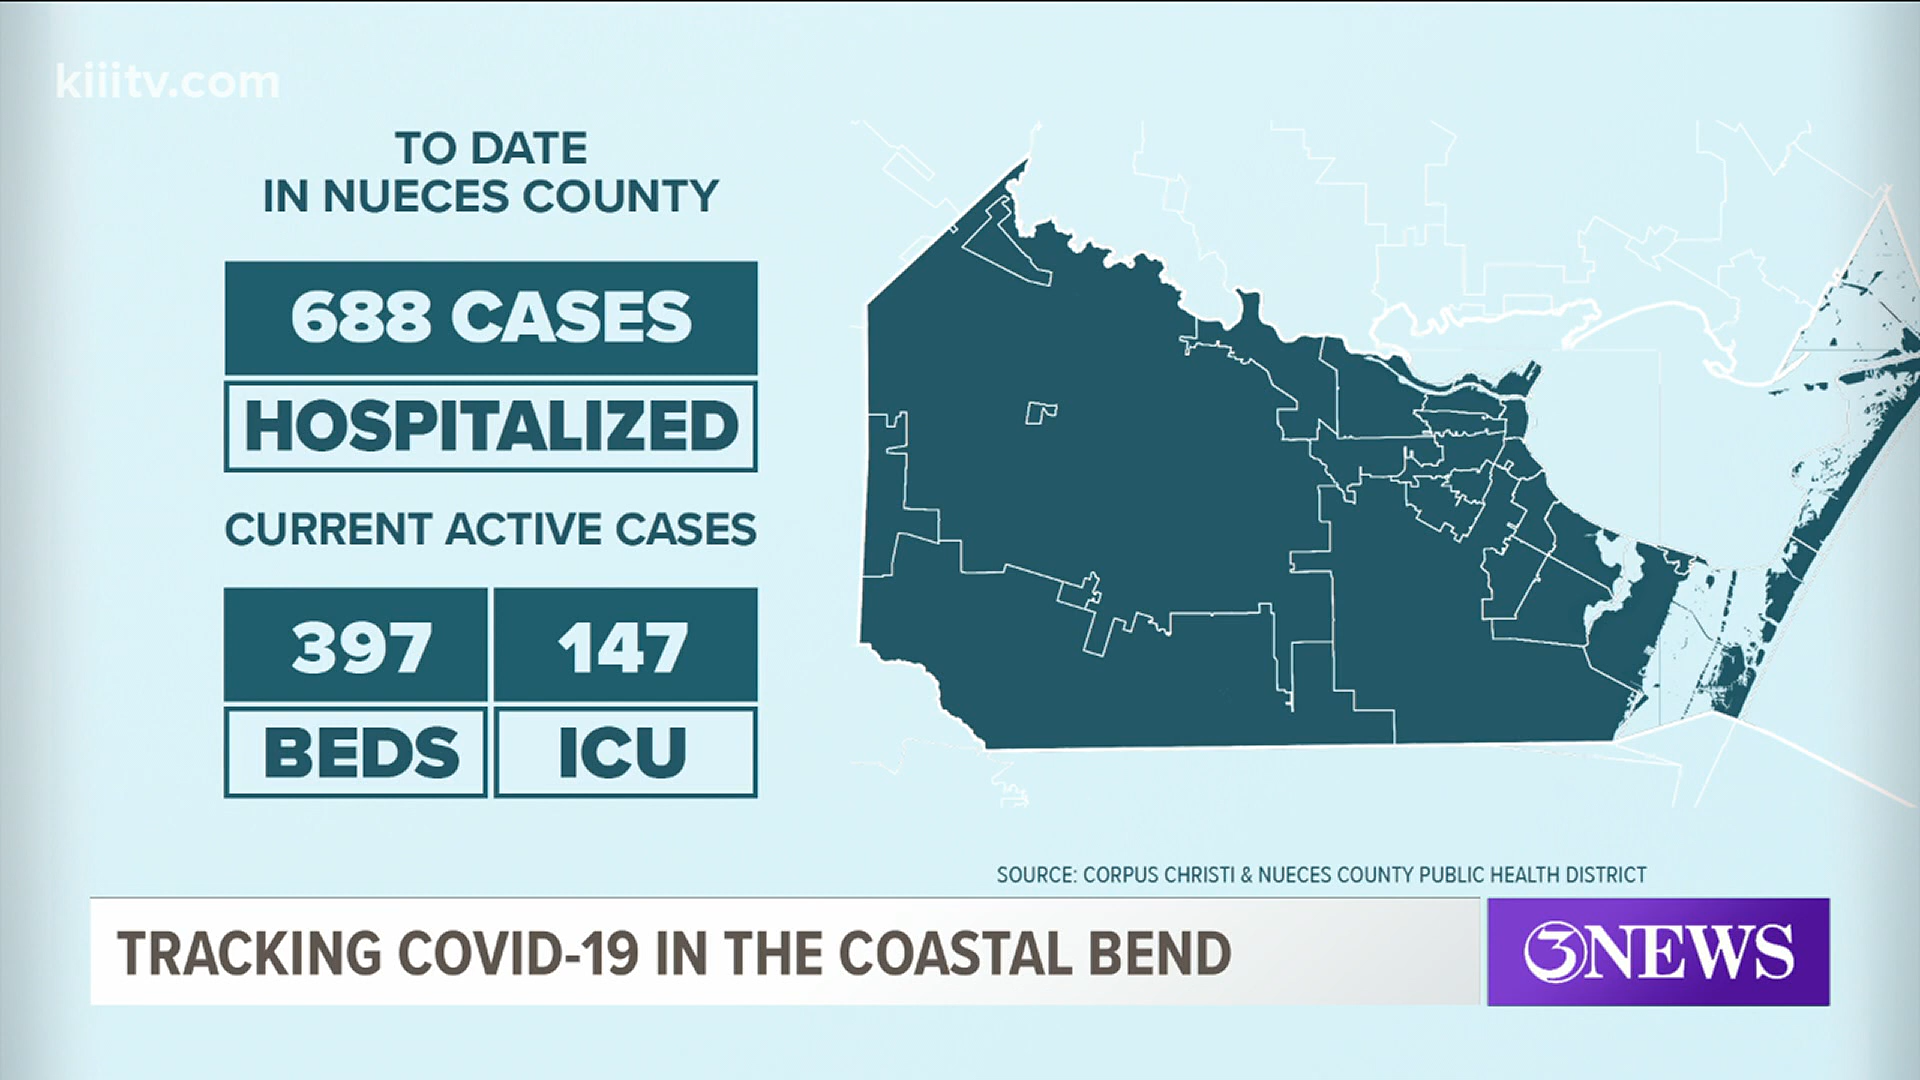 kiiitv.com
TO DATE
IN NUECES COUNTY
688 CASES
HOSPITALIZED
CURRENT ACTIVE CASES
397
147
BEDS
ICU
SOURCE: CORPUS CHRISTI & NUECES COUNTY PUBLIC HEALTH DISTRICT
TRACKING COVID-19 IN THE COASTAL BEND
3NEWS